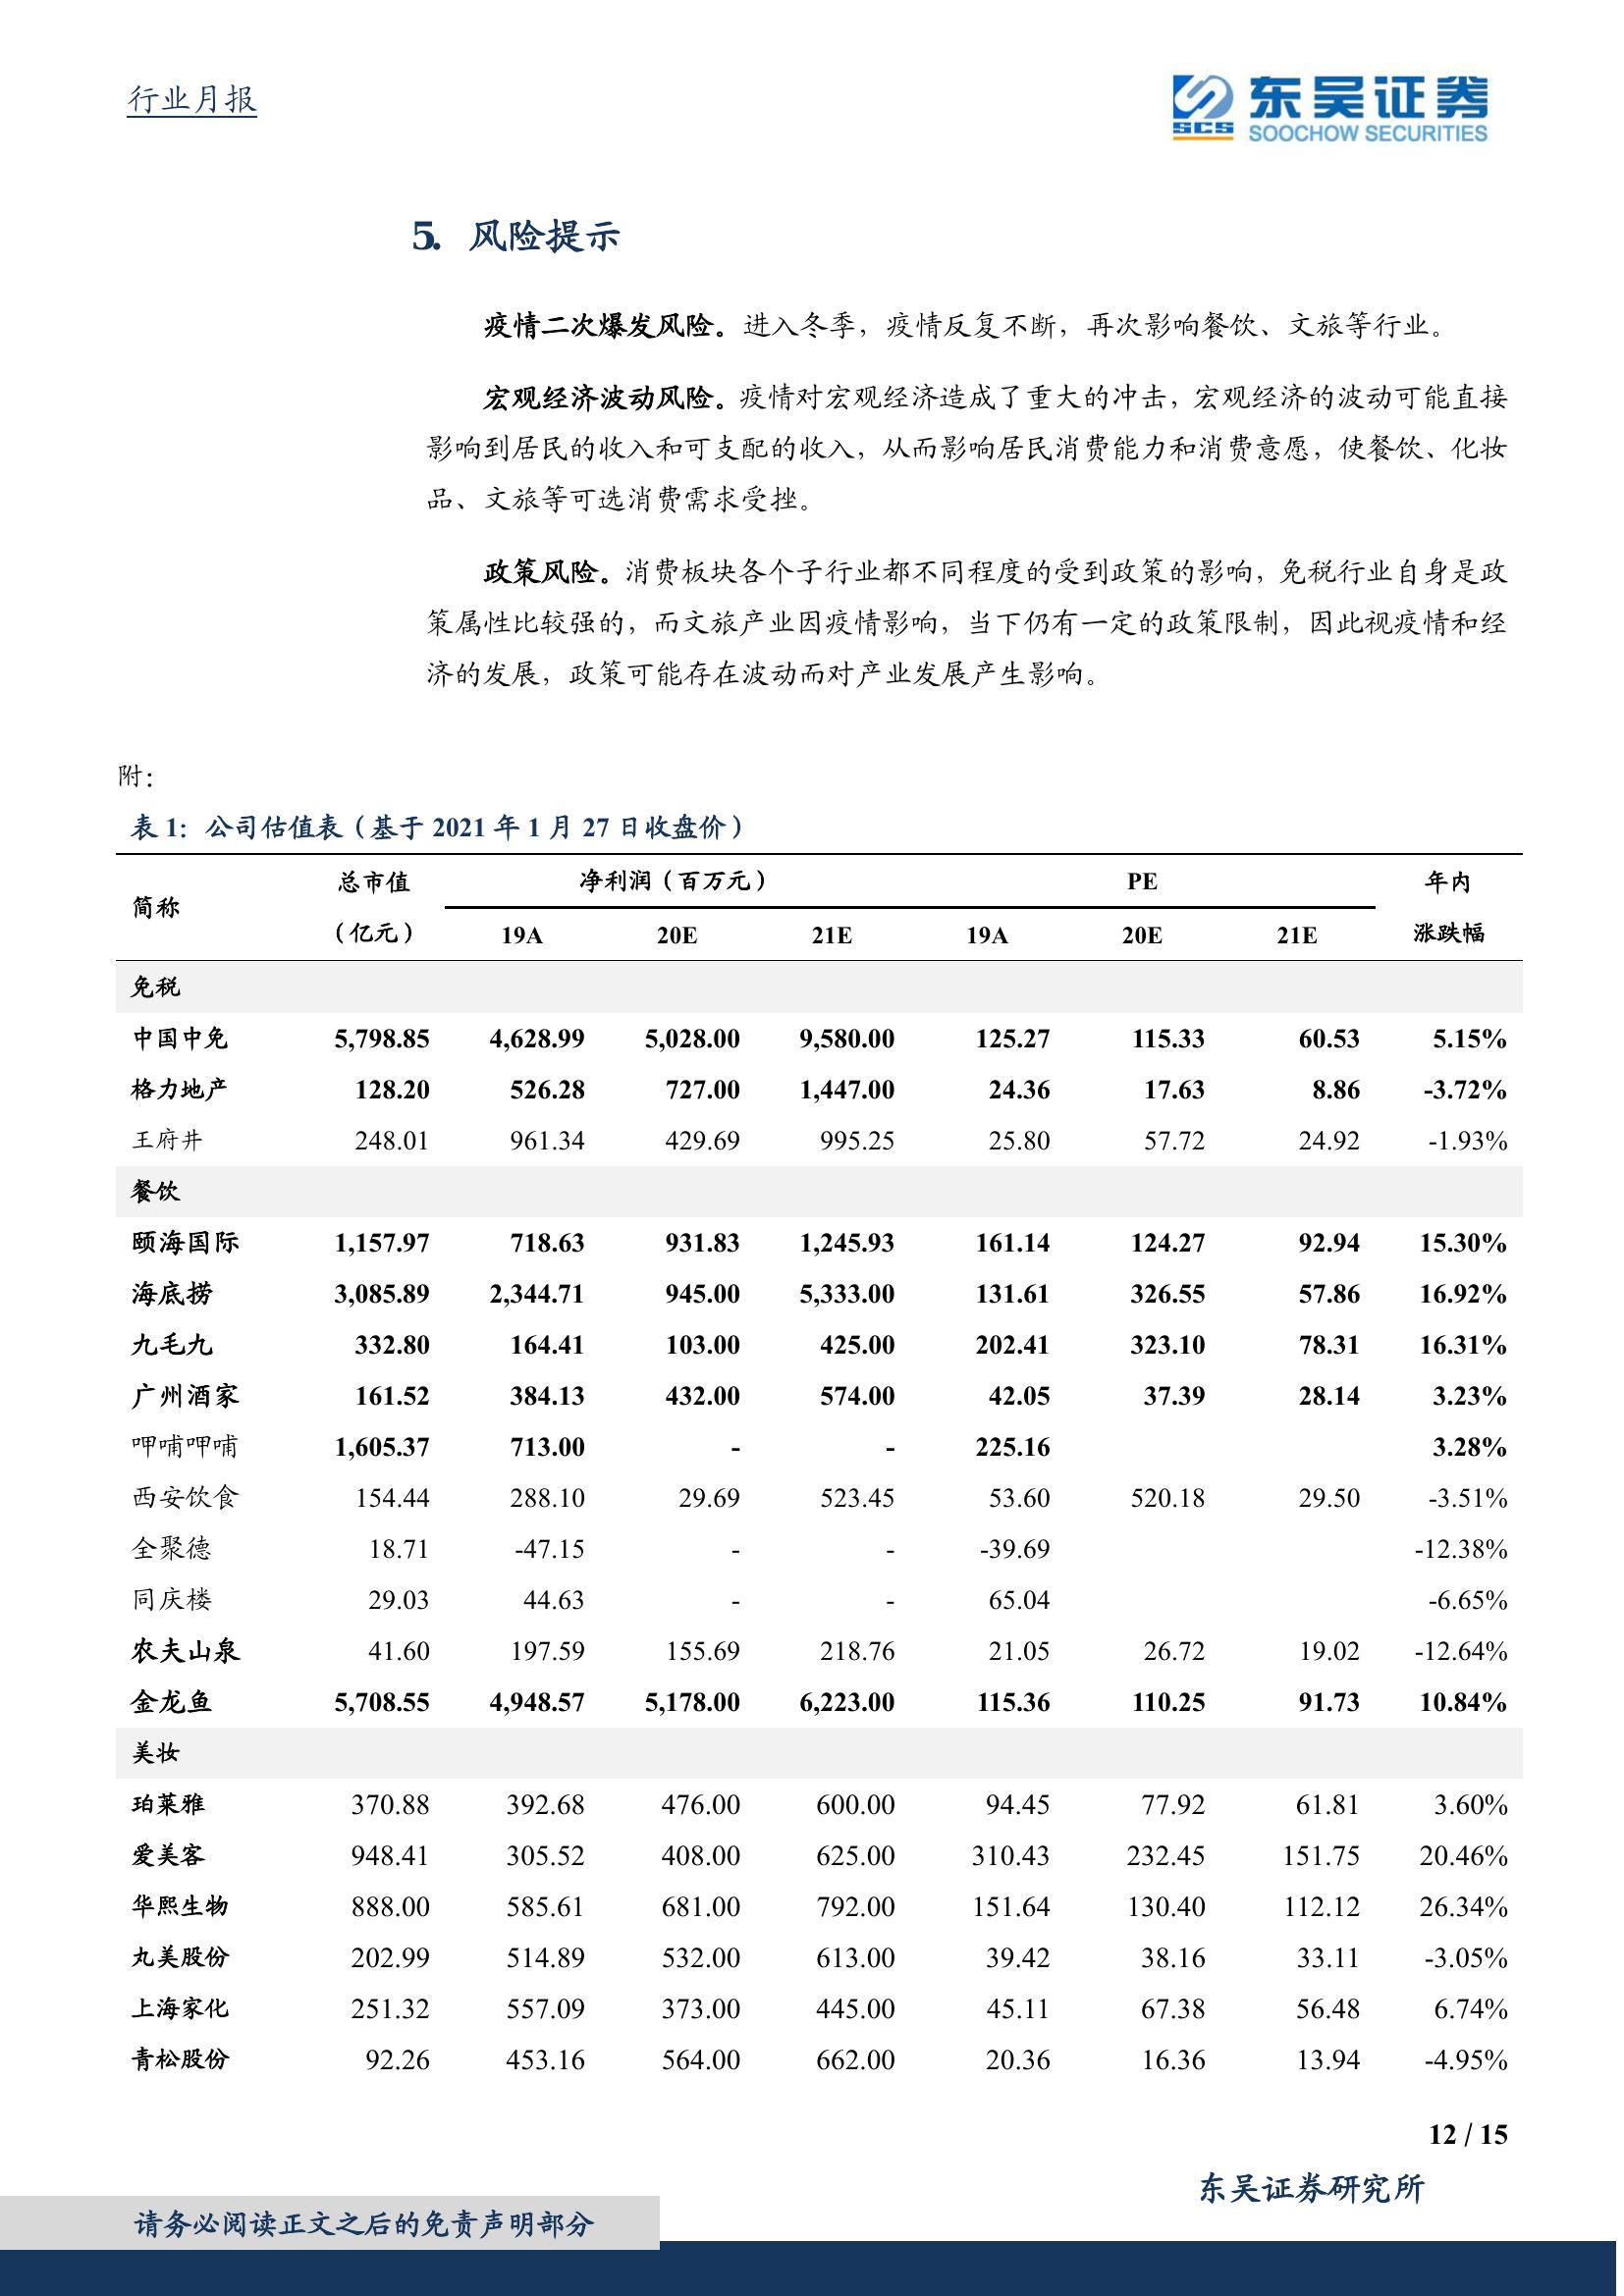 行业月报
SCS 东吴证券
SOOCHOW SECURITIES
5. 风险提示
疫情二次爆发风险。进入冬季，疫情反复不断，再次影响餐饮、文旅等行业。
宏观经济波动风险。疫情对宏观经济造成了重大的冲击，宏观经济的波动可能直接
影响到居民的收入和可支配的收入，从而影响居民消费能力和消费意愿，使餐饮、化妆
品、文旅等可选消费需求受挫。
政策风险。消费板块各个子行业都不同程度的受到政策的影响，免税行业自身是政
策属性比较强的，而文旅产业因疫情影响，当下仍有一定的政策限制，因此视疫情和经
济的发展，政策可能存在波动而对产业发展产生影响。
附：
表 1：公司估值表（基于 2021 年 1 月 27 日收盘价）
简称 总市值 净利润（百万元） PE 年内
（亿元） 19A 20E 21E 19A 20E 21E 涨跌幅
免税
中国中免 5,798.85 4,628.99 5,028.00 9,580.00 125.27 115.33 60.53 5.15%
格力地产 128.20 526.28 727.00 1,447.00 24.36 17.63 8.86 -3.72%
王府井 248.01 961.34 429.69 995.25 25.80 57.72 24.92 -1.93%
餐饮
颐海国际 1,157.97 718.63 931.83 1,245.93 161.14 124.27 92.94 15.30%
海底捞 3,085.89 2,344.71 945.00 5,333.00 131.61 326.55 57.86 16.92%
九毛九 332.80 164.41 103.00 425.00 202.41 323.10 78.31 16.31%
广州酒家 161.52 384.13 432.00 574.00 42.05 37.39 28.14 3.23%
呷哺呷哺 1,605.37 713.00 - - 225.16 3.28%
西安饮食 154.44 288.10 29.69 523.45 53.60 520.18 29.50 -3.51%
全聚德 18.71 -47.15 - - -39.69 -12.38%
同庆楼 29.03 44.63 - - 65.04 -6.65%
农夫山泉 41.60 197.59 155.69 218.76 21.05 26.72 19.02 -12.64%
金龙鱼 5,708.55 4,948.57 5,178.00 6,223.00 115.36 110.25 91.73 10.84%
美妆
珀莱雅 370.88 392.68 476.00 600.00 94.45 77.92 61.81 3.60%
爱美客 948.41 305.52 408.00 625.00 310.43 232.45 151.75 20.46%
华熙生物 888.00 585.61 681.00 792.00 151.64 130.40 112.12 26.34%
丸美股份 202.99 514.89 532.00 613.00 39.42 38.16 33.11 -3.05%
上海家化 251.32 557.09 373.00 445.00 45.11 67.38 56.48 6.74%
青松股份 92.26 453.16 564.00 662.00 20.36 16.36 13.94 -4.95%
12 / 15
东吴证券研究所
请务必阅读正文之后的免责声明部分